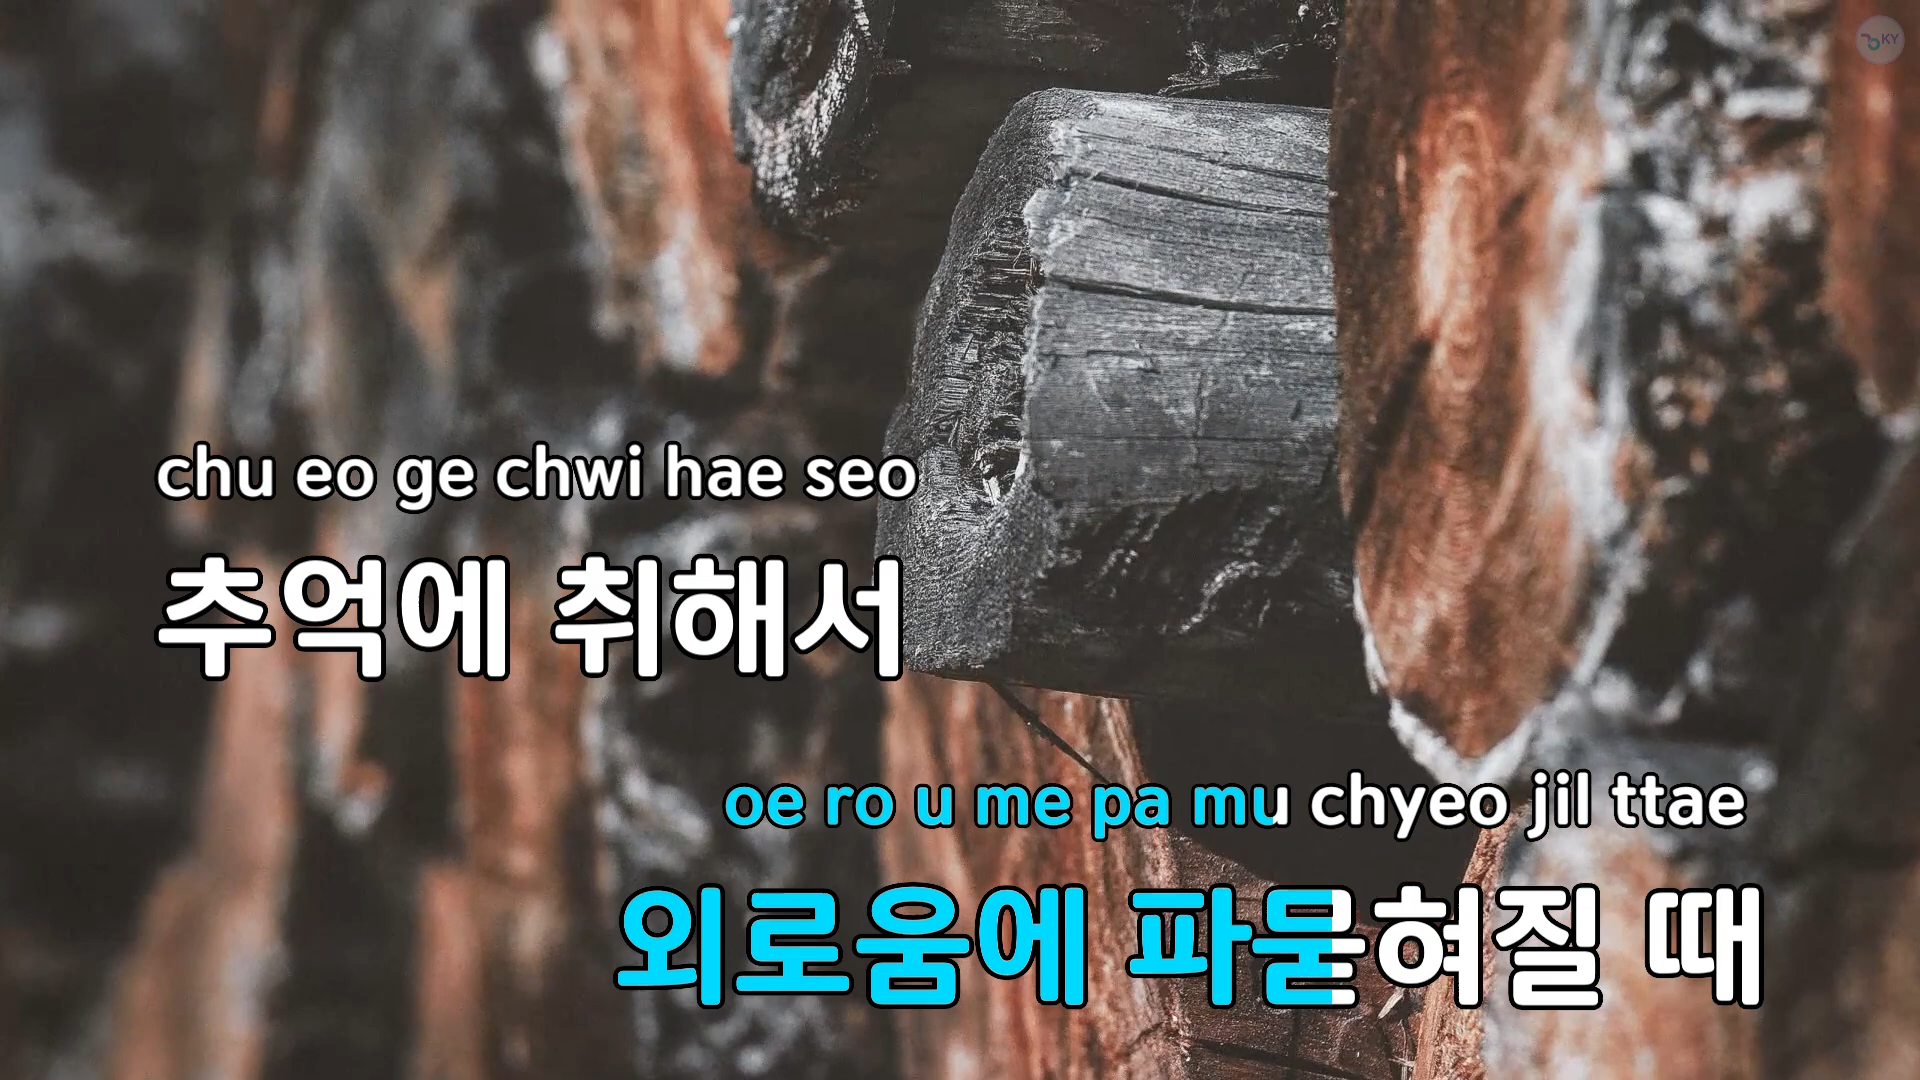 KY
chu eo ge chwi hae seo
추억에 취해서
oe ro u me pa mu chyeo jil ttae
외로움에 파묻혀질 때